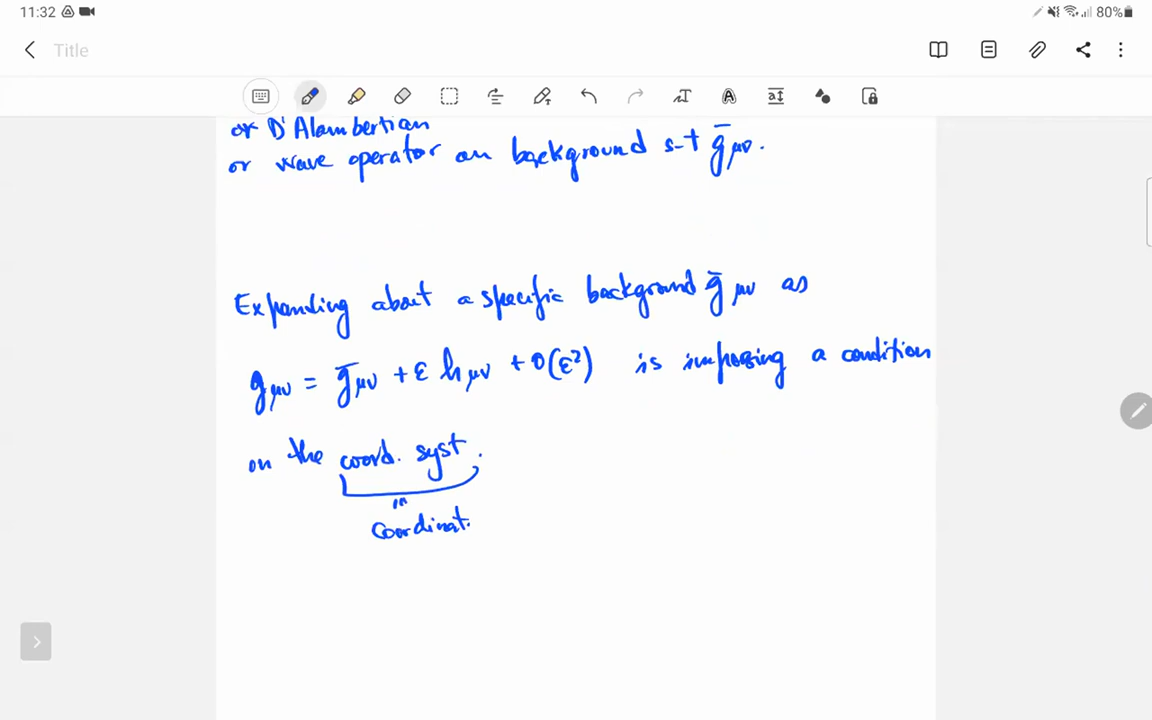 11:32 80%
Title
or D'Alambertian
or wave operator on background s-t ḡμν.
Expanding about a specific background ḡμν as
gμν = ḡμν + ε hμν + O(ε²) is imposing a condition
on the coord. syst.
Coordinat.